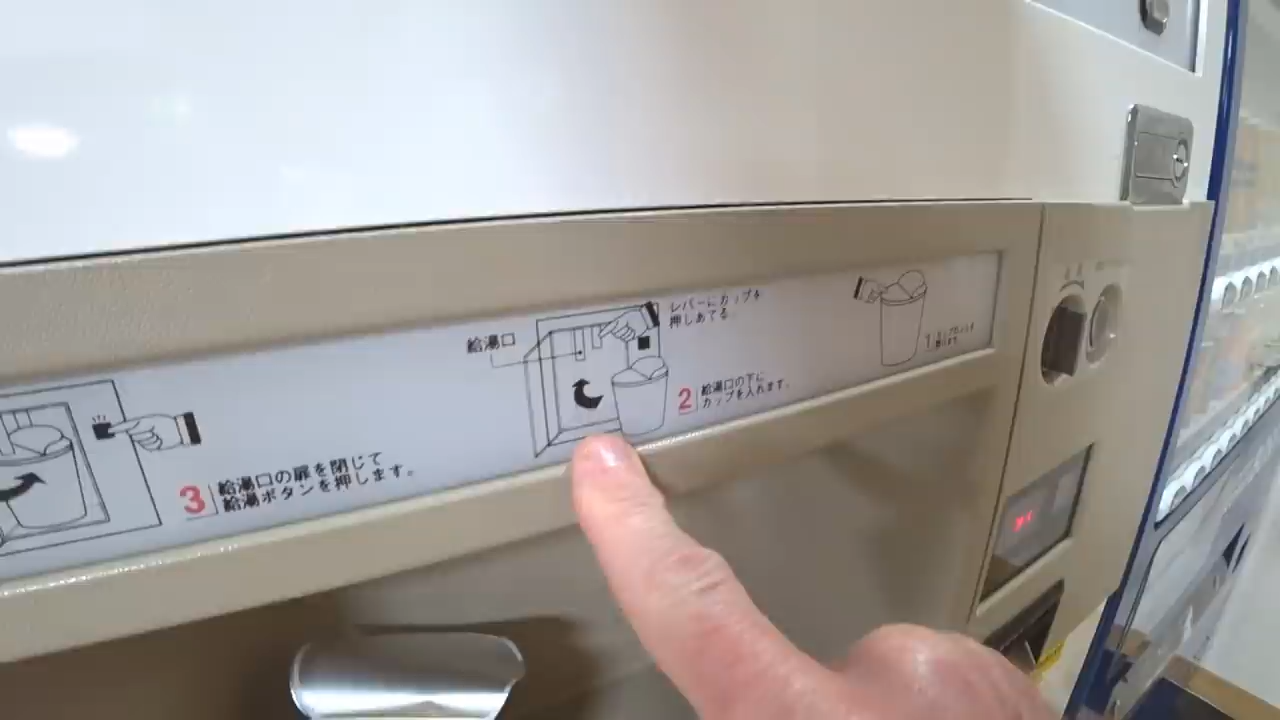 給湯口
レバーにカップを
押しあてる
2
給湯口の下に
カップを入れます。
3
給湯口の扉を閉じて
給湯ボタンを押します。